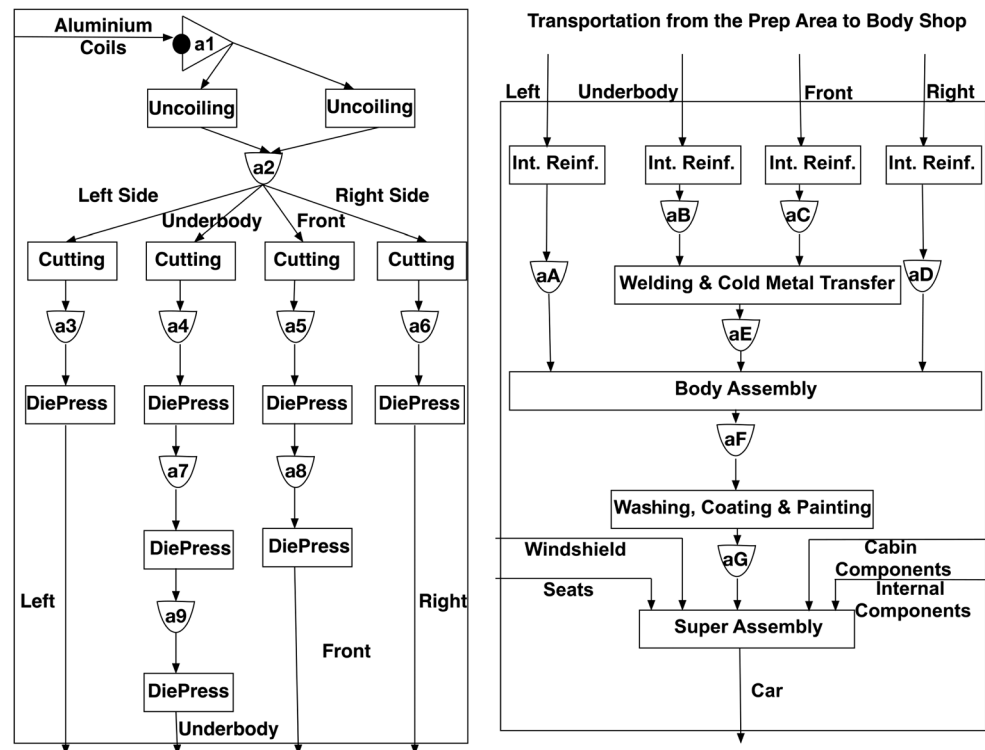 Aluminium
Coils
a1
Uncoiling
Uncoiling
a2
Left Side
Right Side
Underbody
Front
Cutting
Cutting
Cutting
Cutting
a3
a4
a5
a6
DiePress
DiePress
DiePress
DiePress
a7
a8
DiePress
DiePress
Left
a9
Right
Front
DiePress
Underbody
Transportation from the Prep Area to Body Shop
Left
Underbody
Front
Right
Int. Reinf.
Int. Reinf.
Int. Reinf.
Int. Reinf.
aB
aC
aA
Welding & Cold Metal Transfer
aD
aE
Body Assembly
aF
Washing, Coating & Painting
Windshield
aG
Cabin
Components
Seats
Internal
Components
Super Assembly
Car